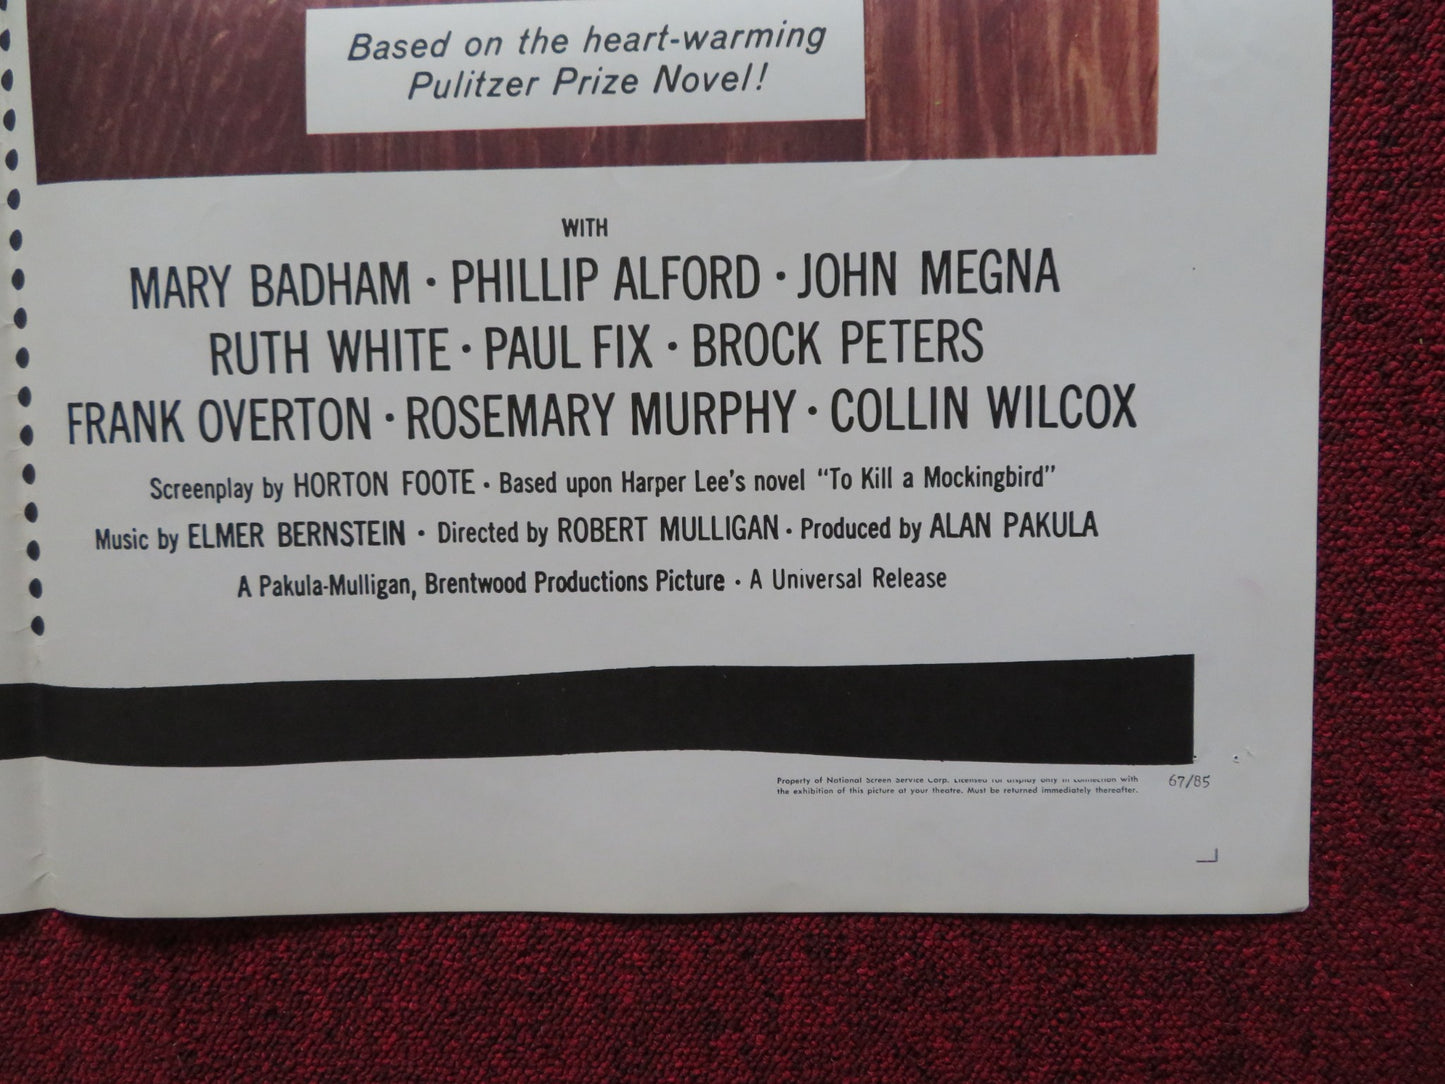 Based on the heart-warming
Pulitzer Prize Novel!
WITH
MARY BADHAM · PHILLIP ALFORD · JOHN MEGNA
RUTH WHITE · PAUL FIX · BROCK PETERS
FRANK OVERTON · ROSEMARY MURPHY · COLLIN WILCOX
Screenplay by HORTON FOOTE · Based upon Harper Lee's novel "To Kill a Mockingbird"
Music by ELMER BERNSTEIN · Directed by ROBERT MULLIGAN · Produced by ALAN PAKULA
A Pakula-Mulligan, Brentwood Productions Picture · A Universal Release
Property of National Screen Service Corp. Licensed for display only in connection with
the exhibition of this picture at your theatre. Must be returned immediately thereafter.
67/85